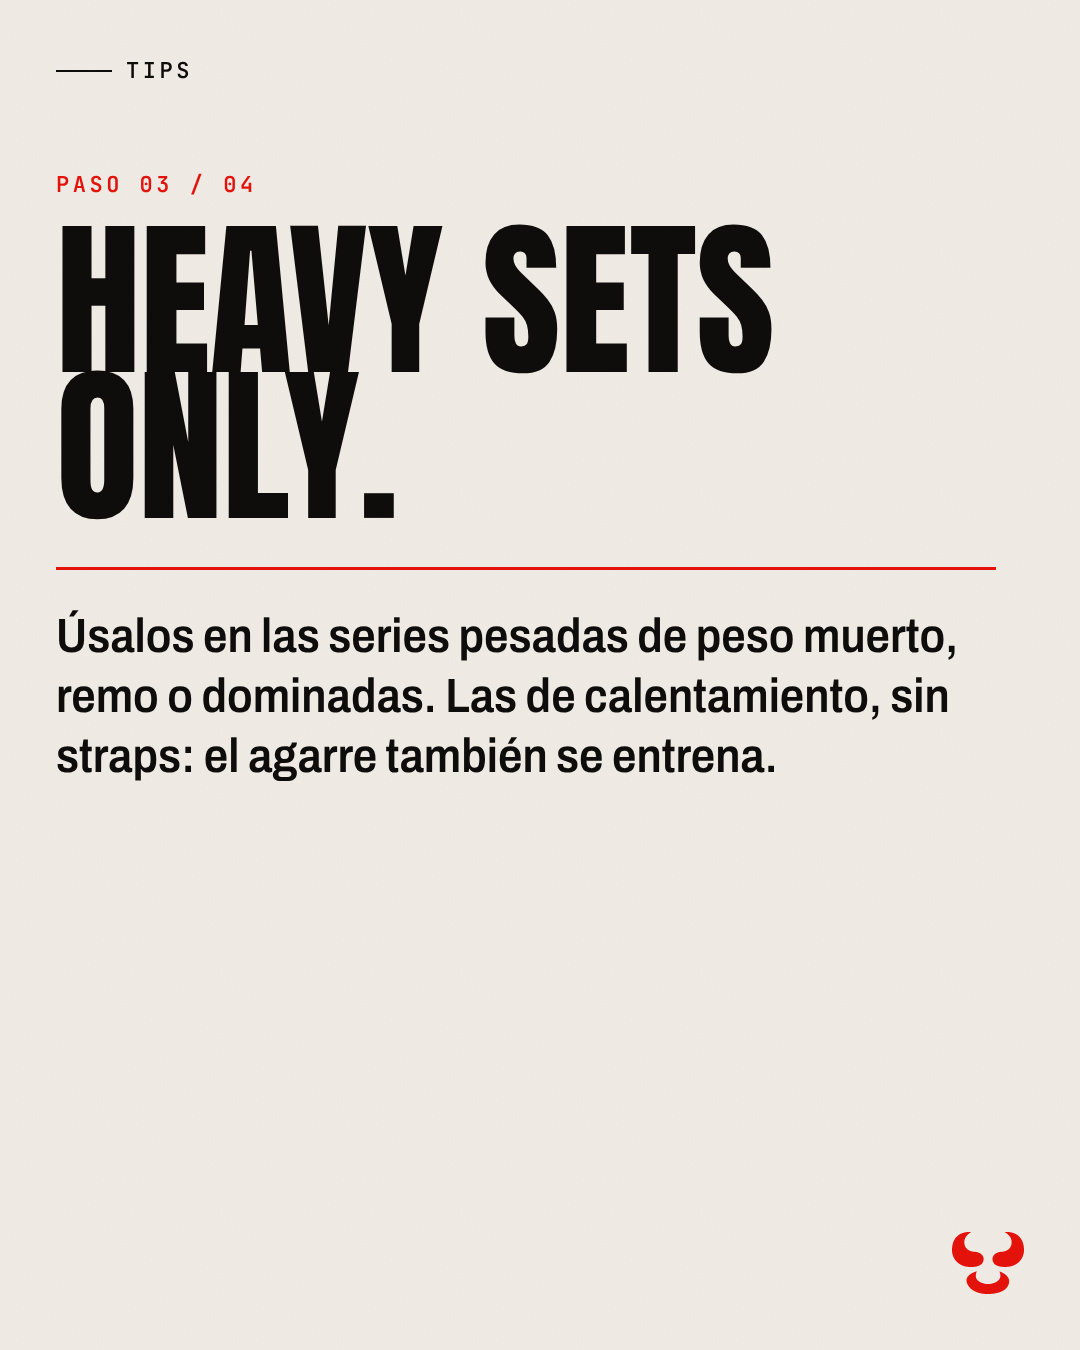 TIPS
PASO 03 / 04
HEAVY SETS
ONLY.
Úsalos en las series pesadas de peso muerto,
remo o dominadas. Las de calentamiento, sin
straps: el agarre también se entrena.